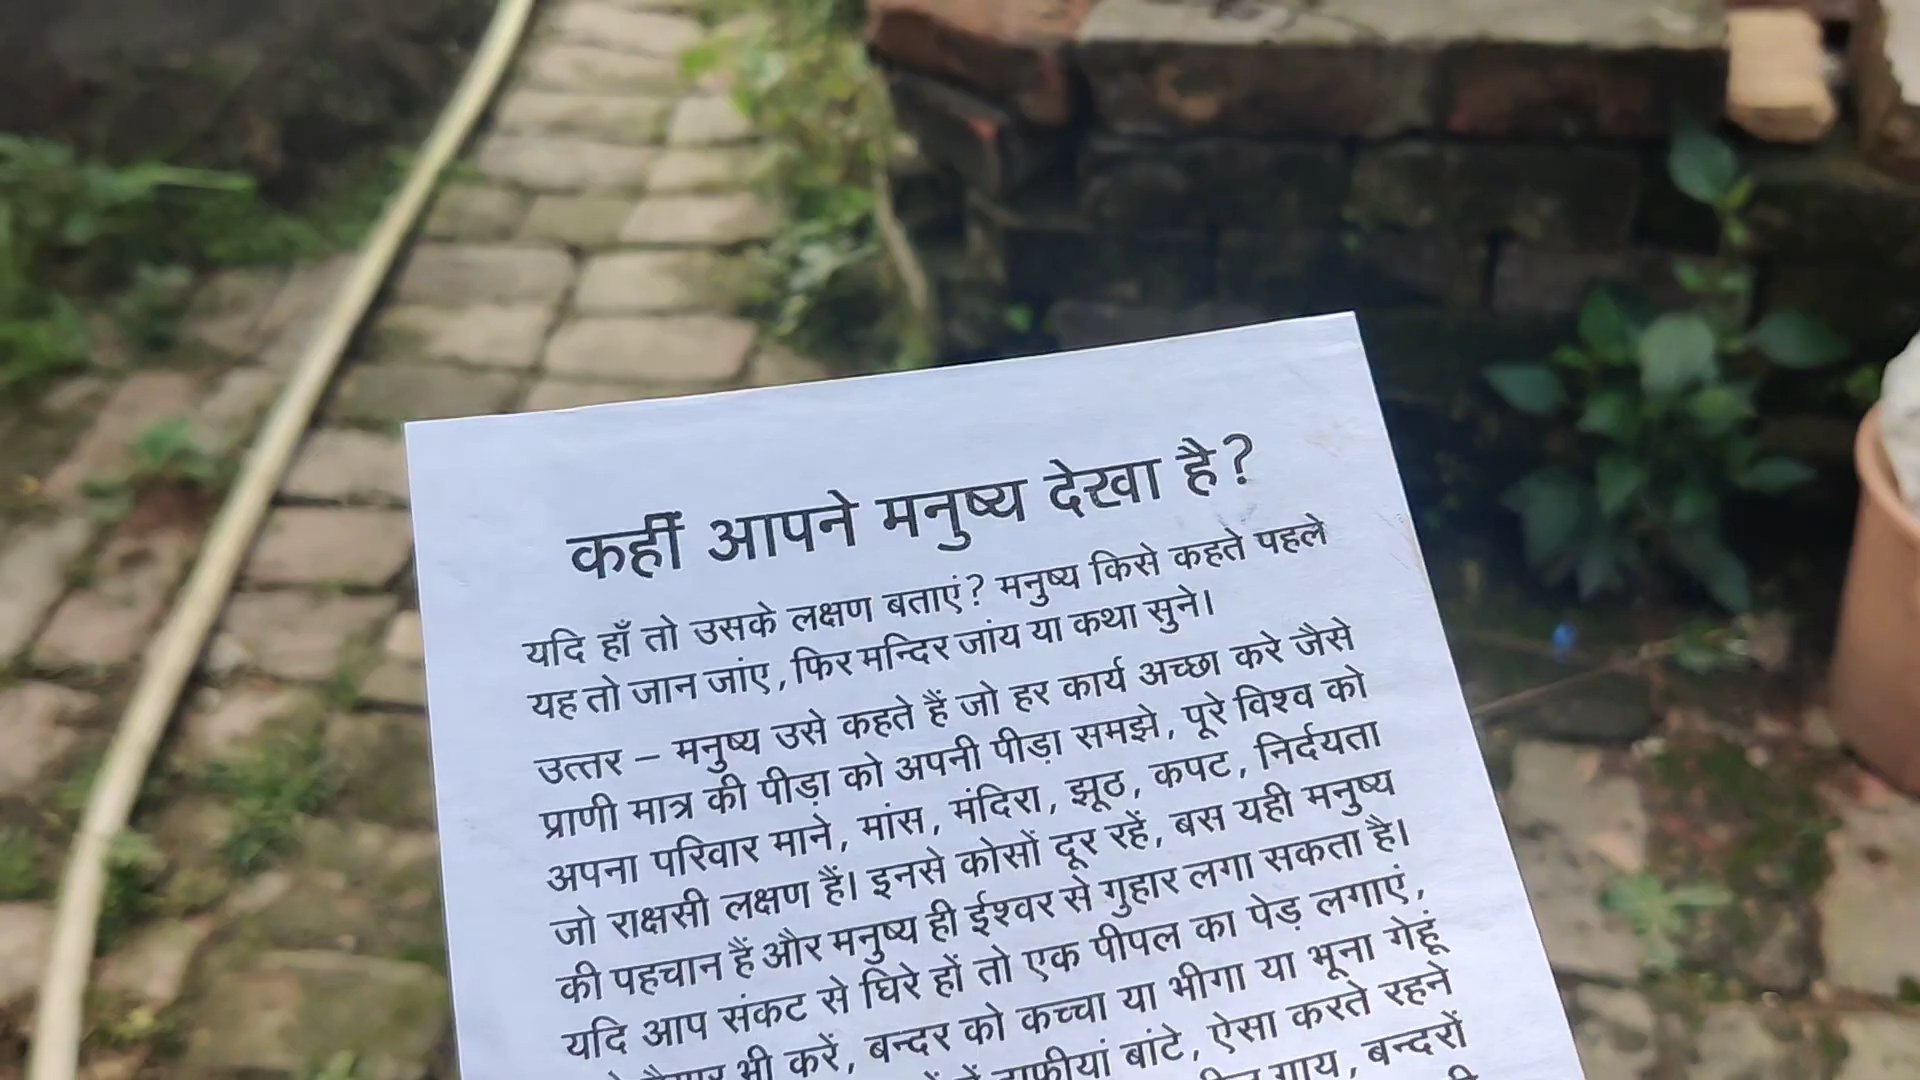 कहीं आपने मनुष्य देखा है?
यदि हाँ तो उसके लक्षण बताएं? मनुष्य किसे कहते पहले
यह तो जान जांए, फिर मन्दिर जांय या कथा सुने।
उत्तर – मनुष्य उसे कहते हैं जो हर कार्य अच्छा करे जैसे
प्राणी मात्र की पीड़ा को अपनी पीड़ा समझे, पूरे विश्व को
अपना परिवार माने, मांस, मंदिरा, झूठ, कपट, निर्दयता
जो राक्षसी लक्षण हैं। इनसे कोसों दूर रहें, बस यही मनुष्य
की पहचान हैं और मनुष्य ही ईश्वर से गुहार लगा सकता है।
यदि आप संकट से घिरे हों तो एक पीपल का पेड़ लगाएं,
भी करें, बन्दर को कच्चा या भीगा या भूना गेहूं
बांटे, ऐसा करते रहने
गाय, बन्दरों